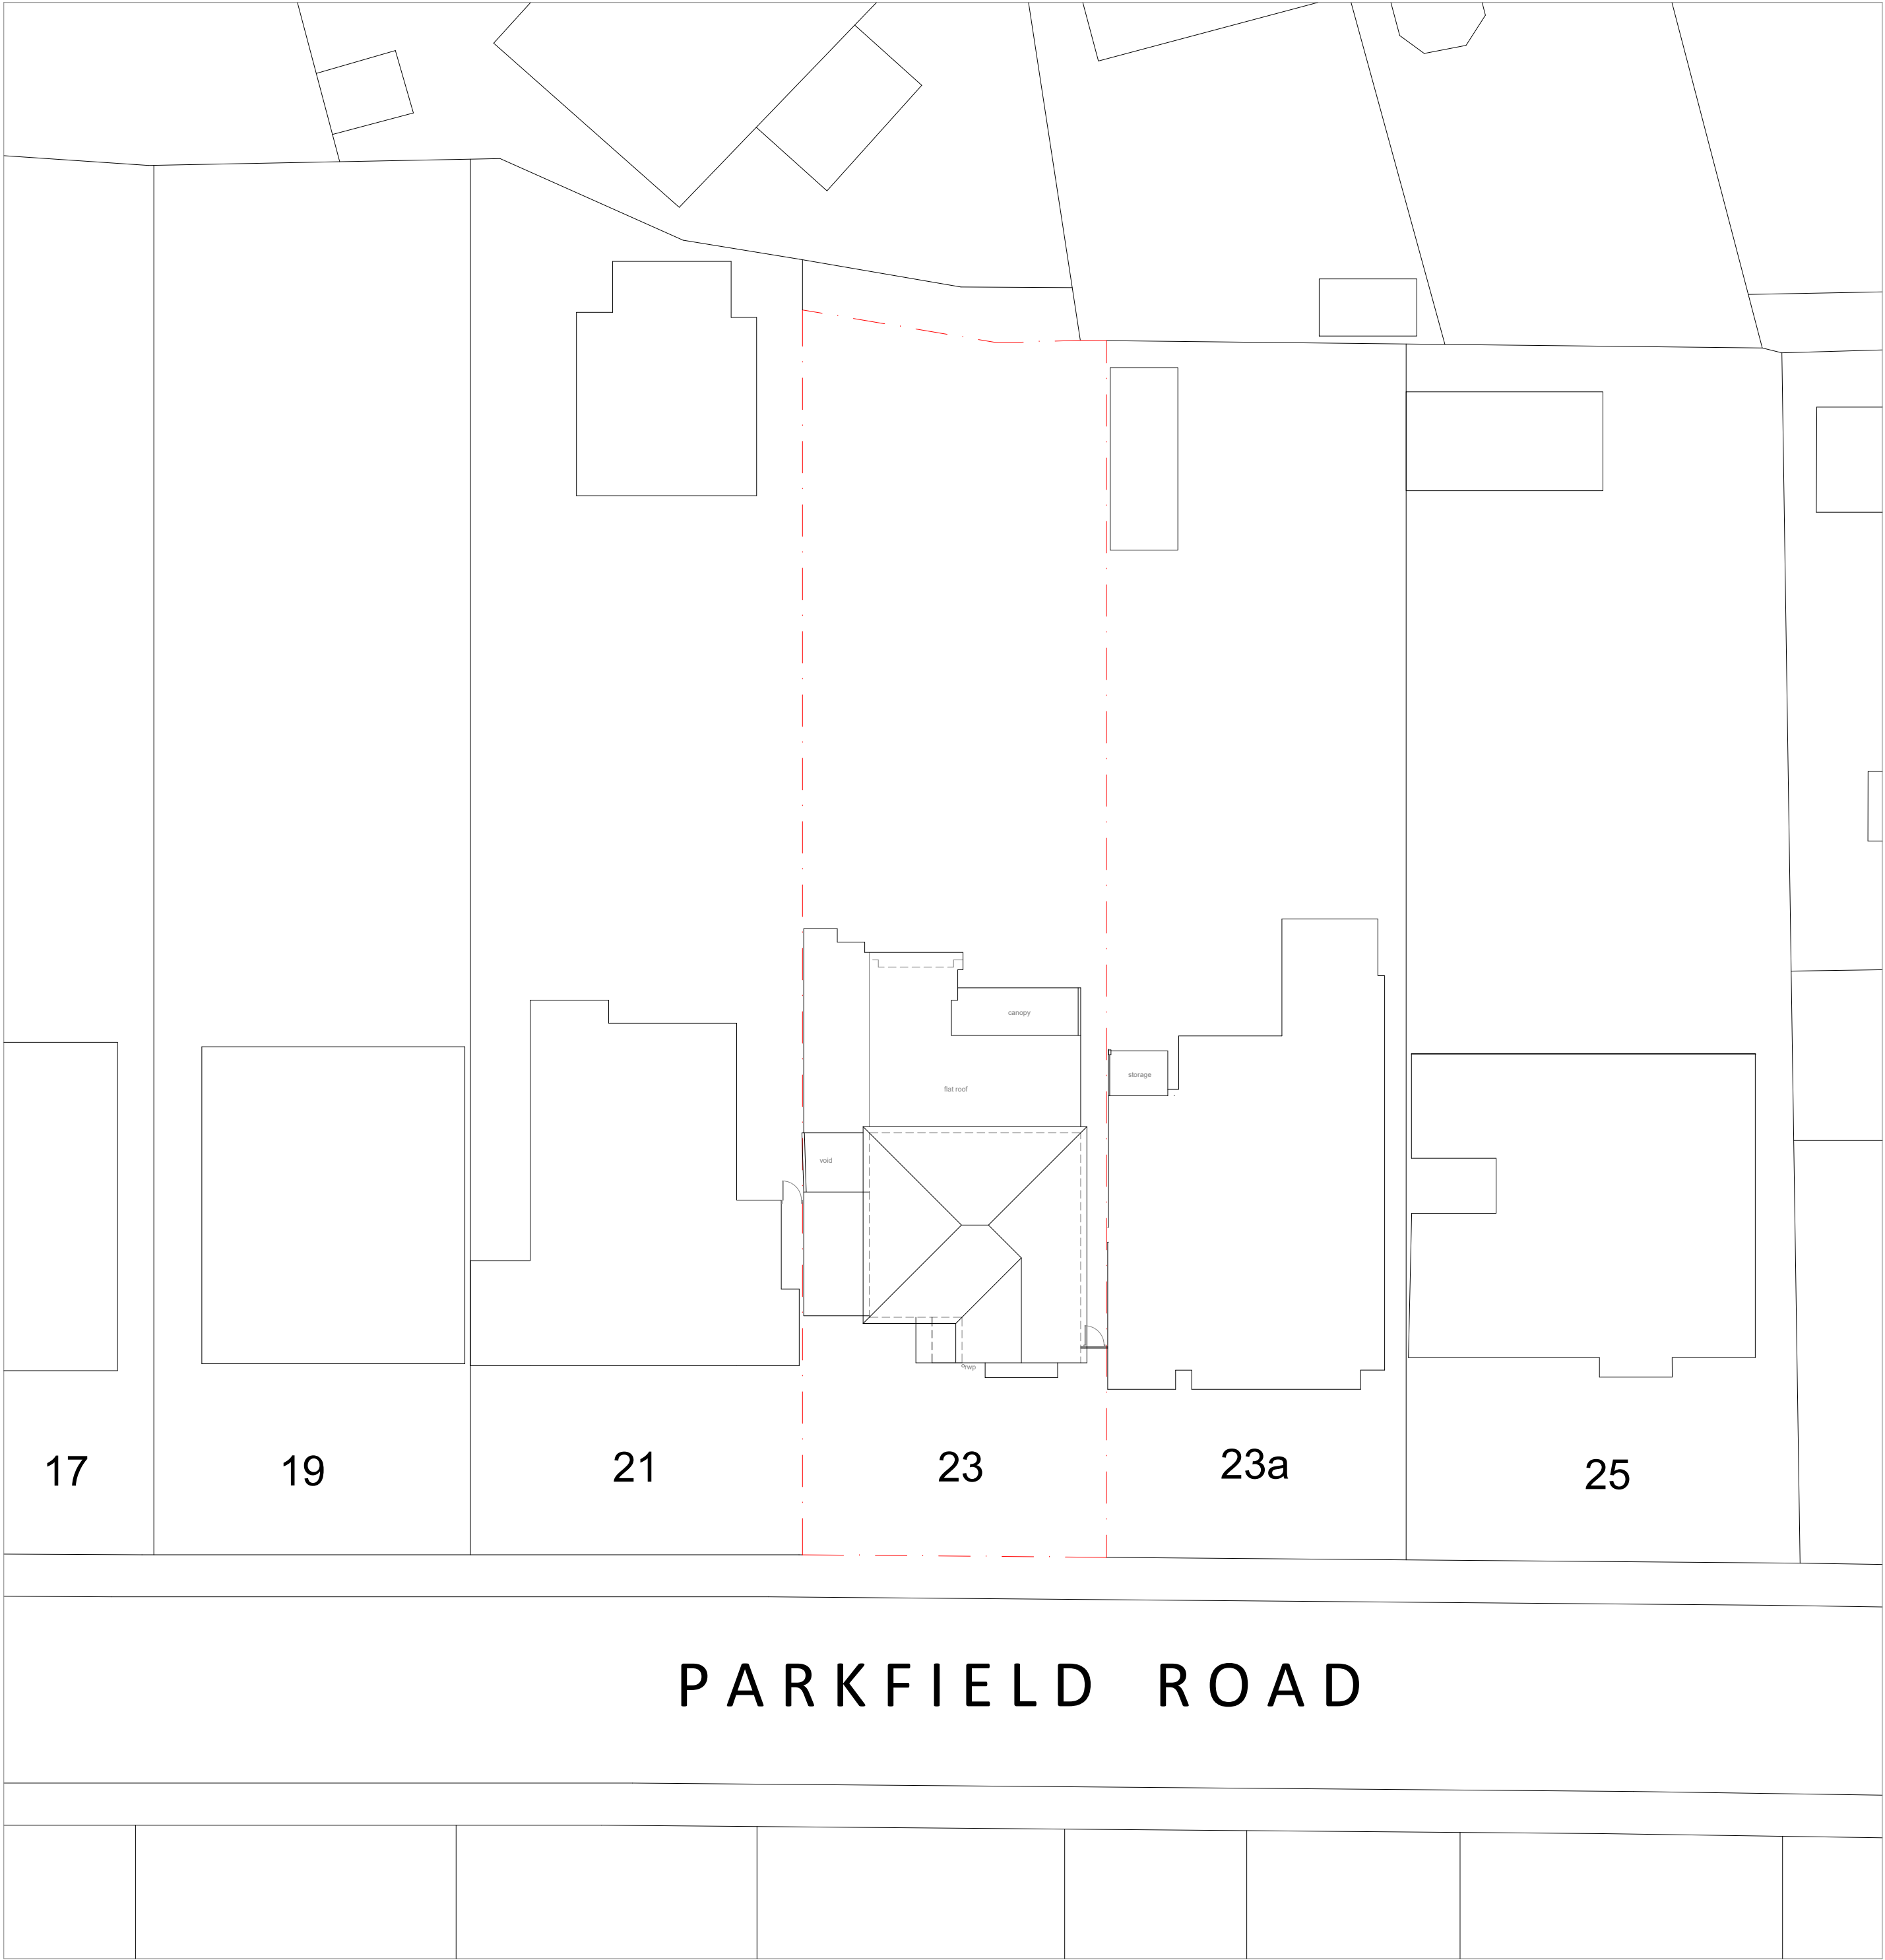 canopy
storage
flat roof
void
rwp
17 19 21 23 23a 25
PARKFIELD ROAD